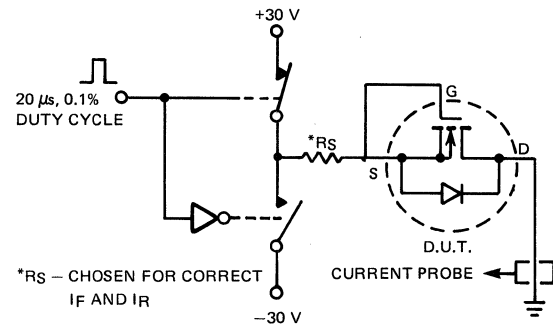 +30 V
20 μs, 0.1%
DUTY CYCLE
*RS
G
S
D
D.U.T.
CURRENT PROBE
*RS — CHOSEN FOR CORRECT
IF AND IR
−30 V